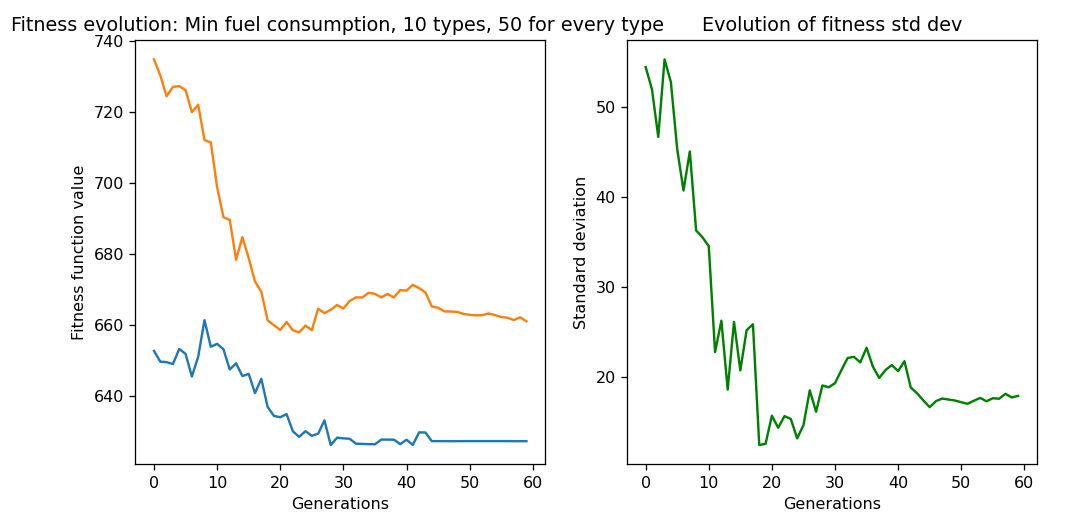 Fitness evolution: Min fuel consumption, 10 types, 50 for every type
Evolution of fitness std dev
740
720
700
680
660
640
Fitness function value
0 10 20 30 40 50 60
Generations
50
40
30
20
Standard deviation
0 10 20 30 40 50 60
Generations